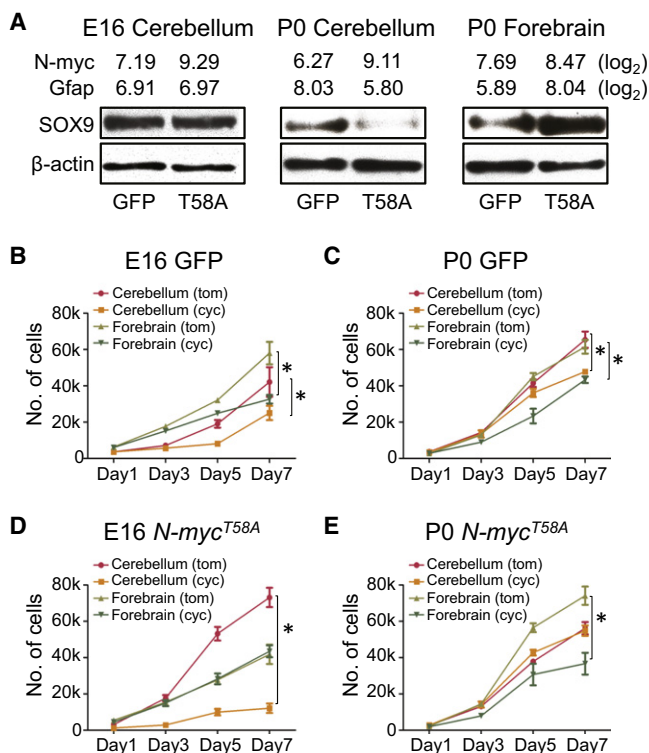 A
E16 Cerebellum P0 Cerebellum P0 Forebrain
N-myc 7.19 9.29 6.27 9.11 7.69 8.47 (log2)
Gfap 6.91 6.97 8.03 5.80 5.89 8.04 (log2)
SOX9
β-actin
GFP T58A GFP T58A GFP T58A
B E16 GFP
Cerebellum (tom)
Cerebellum (cyc)
Forebrain (tom)
Forebrain (cyc)
No. of cells
80k
60k
40k
20k
0
*
*
Day1 Day3 Day5 Day7
C P0 GFP
Cerebellum (tom)
Cerebellum (cyc)
Forebrain (tom)
Forebrain (cyc)
No. of cells
80k
60k
40k
20k
0
*
*
Day1 Day3 Day5 Day7
D E16 N-mycT58A
Cerebellum (tom)
Cerebellum (cyc)
Forebrain (tom)
Forebrain (cyc)
No. of cells
80k
60k
40k
20k
0
*
Day1 Day3 Day5 Day7
E P0 N-mycT58A
Cerebellum (tom)
Cerebellum (cyc)
Forebrain (tom)
Forebrain (cyc)
No. of cells
80k
60k
40k
20k
0
*
Day1 Day3 Day5 Day7